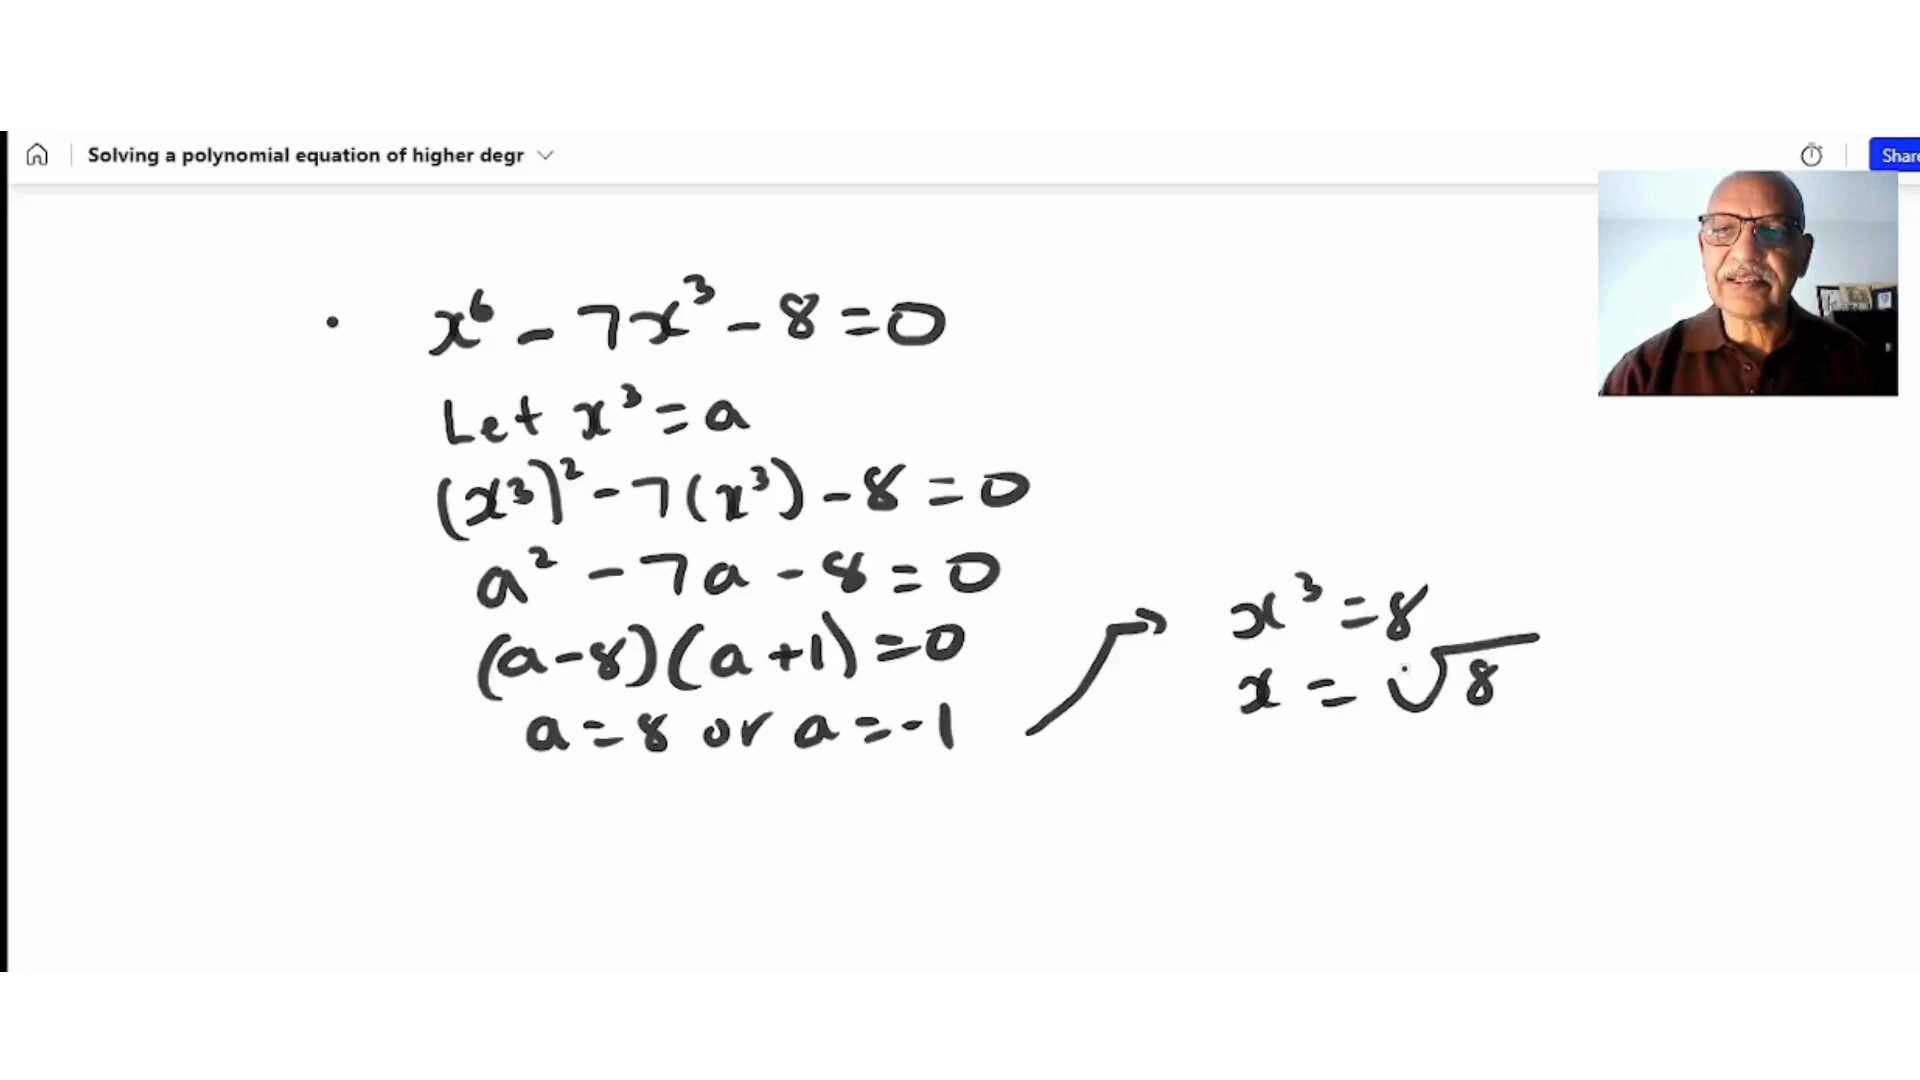 Solving a polynomial equation of higher degr
Share
x⁶ - 7x³ - 8 = 0
Let x³ = a
(x³)² - 7(x³) - 8 = 0
a² - 7a - 8 = 0
(a - 8)(a + 1) = 0
a = 8 or a = -1
x³ = 8
x = √8